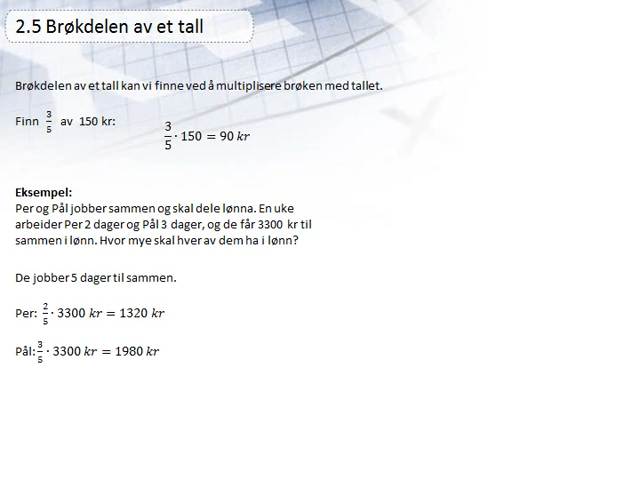 2.5 Brøkdelen av et tall
Brøkdelen av et tall kan vi finne ved å multiplisere brøken med tallet.
Finn 3/5 av 150 kr:
3/5 · 150 = 90 kr
Eksempel:
Per og Pål jobber sammen og skal dele lønna. En uke
arbeider Per 2 dager og Pål 3 dager, og de får 3300 kr til
sammen i lønn. Hvor mye skal hver av dem ha i lønn?
De jobber 5 dager til sammen.
Per: 2/5 · 3300 kr = 1320 kr
Pål: 3/5 · 3300 kr = 1980 kr